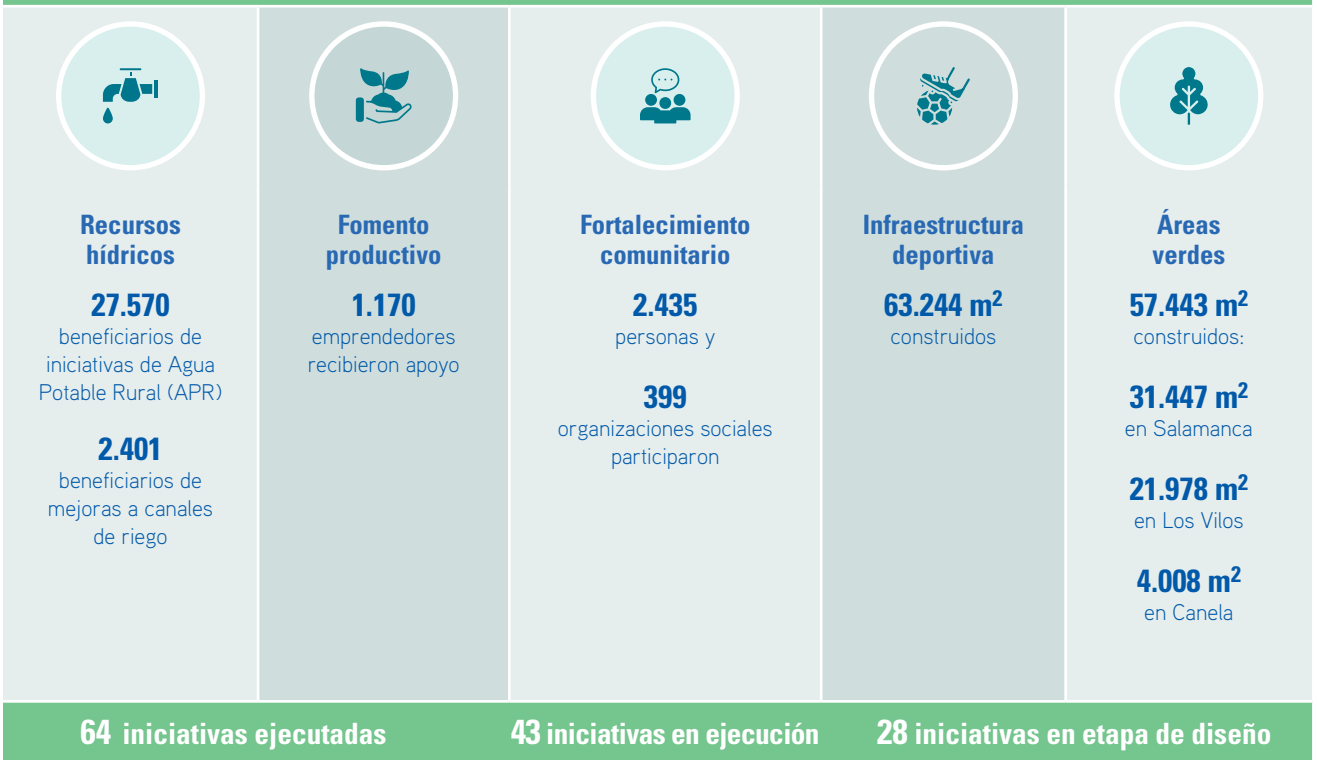 Recursos
hídricos
27.570
beneficiarios de
iniciativas de Agua
Potable Rural (APR)
2.401
beneficiarios de
mejoras a canales
de riego
Fomento
productivo
1.170
emprendedores
recibieron apoyo
Fortalecimiento
comunitario
2.435
personas y
399
organizaciones sociales
participaron
Infraestructura
deportiva
63.244 m²
construidos
Áreas
verdes
57.443 m²
construidos:
31.447 m²
en Salamanca
21.978 m²
en Los Vilos
4.008 m²
en Canela
64 iniciativas ejecutadas
43 iniciativas en ejecución
28 iniciativas en etapa de diseño